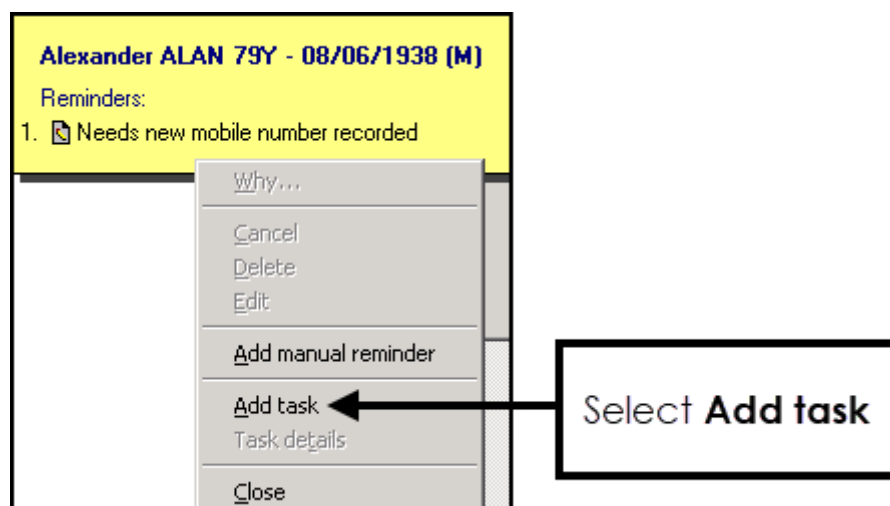 Alexander ALAN 79Y - 08/06/1938 (M)
Reminders:
1. Needs new mobile number recorded
Why...
Cancel
Delete
Edit
Add manual reminder
Add task
Task details
Close
Select Add task